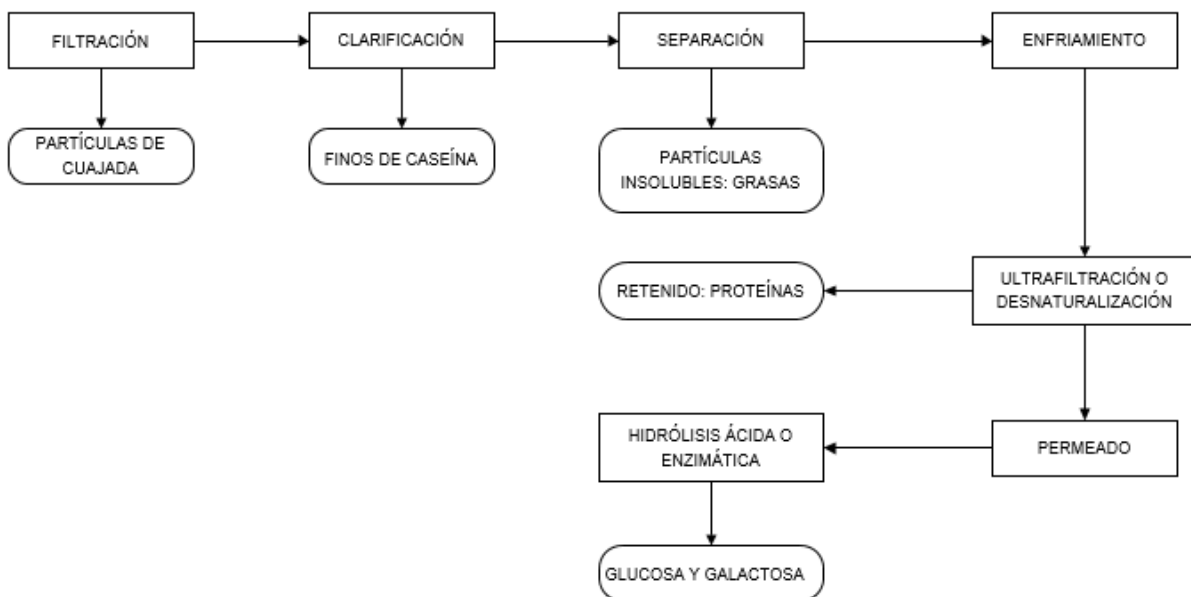 FILTRACIÓN
CLARIFICACIÓN
SEPARACIÓN
ENFRIAMIENTO
PARTÍCULAS DE
CUAJADA
FINOS DE CASEÍNA
PARTÍCULAS
INSOLUBLES: GRASAS
RETENIDO: PROTEÍNAS
ULTRAFILTRACIÓN O
DESNATURALIZACIÓN
HIDRÓLISIS ÁCIDA O
ENZIMÁTICA
PERMEADO
GLUCOSA Y GALACTOSA